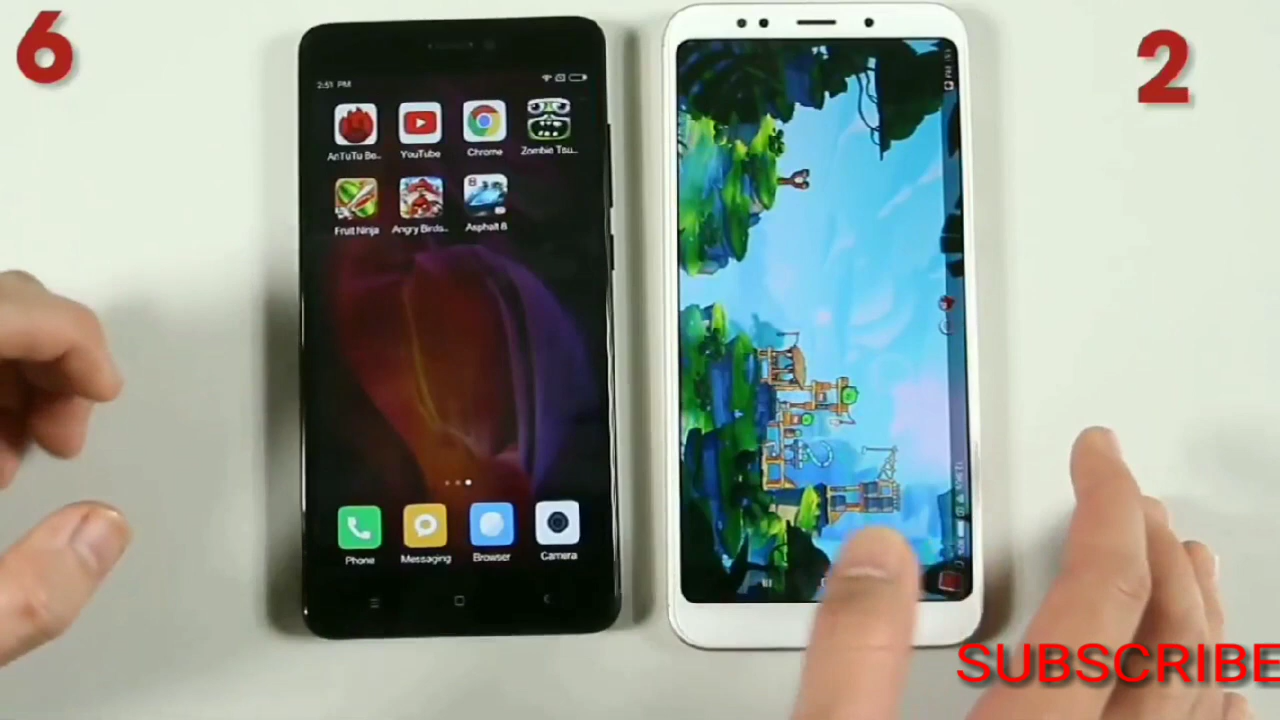 6
2
2:51 PM
AnTuTu Be..
YouTube
Chrome
Zombie Tsu..
Fruit Ninja
Angry Birds..
Asphalt 8
Phone
Messaging
Browser
Camera
SUBSCRIBE